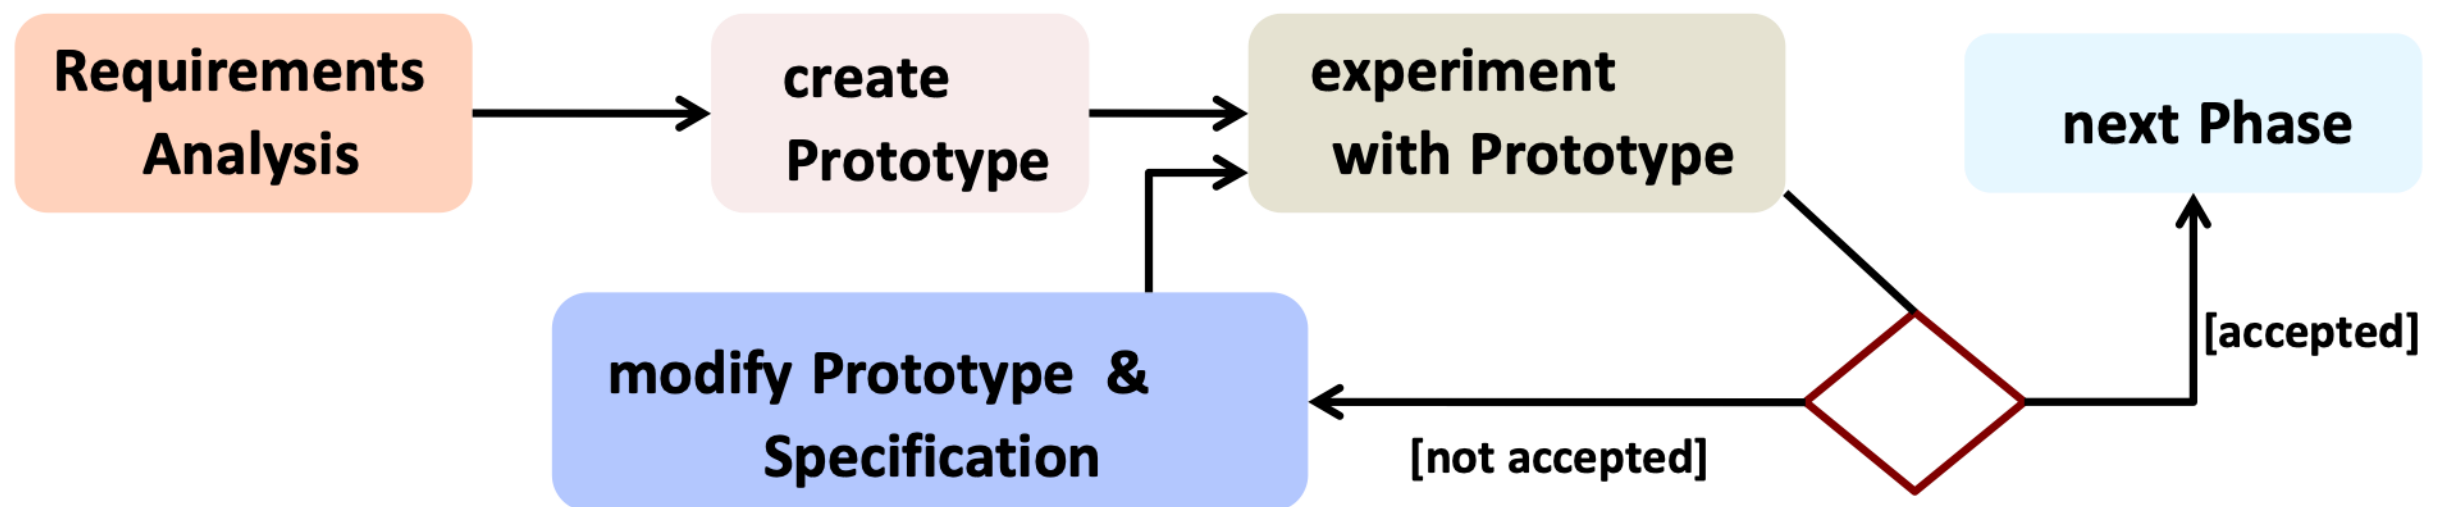 Requirements
Analysis
create
Prototype
experiment
with Prototype
next Phase
[accepted]
modify Prototype &
Specification
[not accepted]